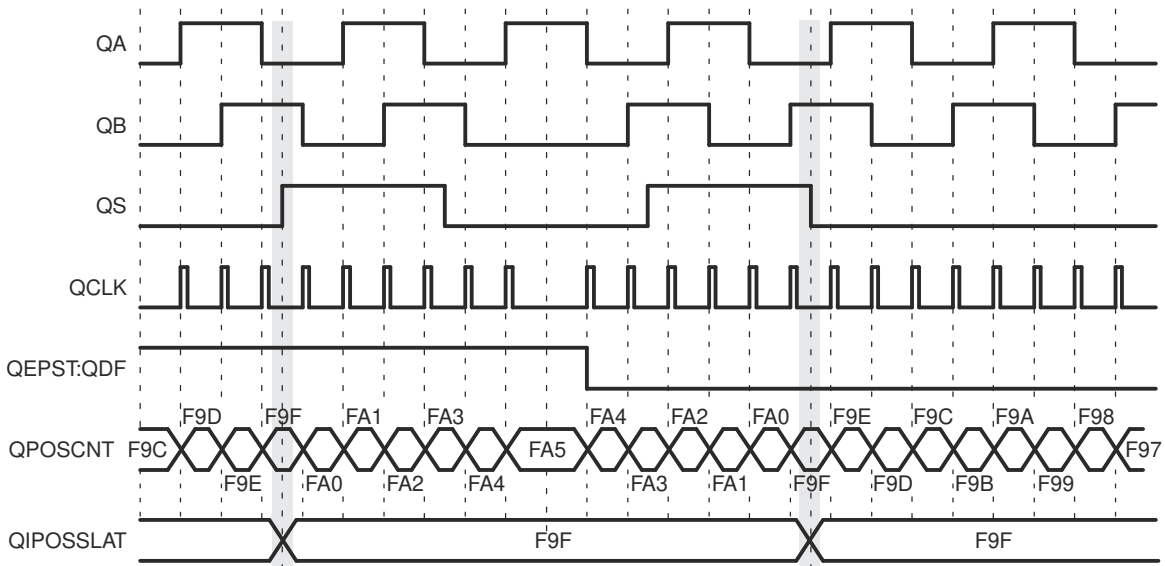 QA
QB
QS
QCLK
QEPST:QDF
F9D F9F FA1 FA3 FA4 FA2 FA0 F9E F9C F9A F98
QPOSCNT F9C FA5 F97
F9E FA0 FA2 FA4 FA3 FA1 F9F F9D F9B F99
QIPOSSLAT F9F F9F